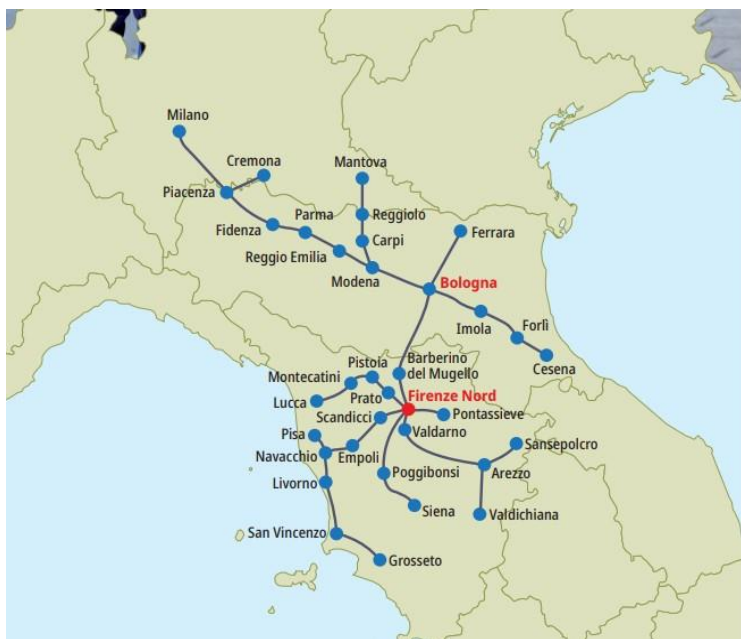 Milano
Cremona
Mantova
Piacenza
Parma
Reggiolo
Fidenza
Carpi
Ferrara
Reggio Emilia
Modena
Bologna
Imola
Forlì
Cesena
Barberino
del Mugello
Pistoia
Montecatini
Prato
Firenze Nord
Lucca
Scandicci
Pontassieve
Pisa
Valdarno
Sansepolcro
Navacchio
Empoli
Poggibonsi
Arezzo
Livorno
Siena
Valdichiana
San Vincenzo
Grosseto